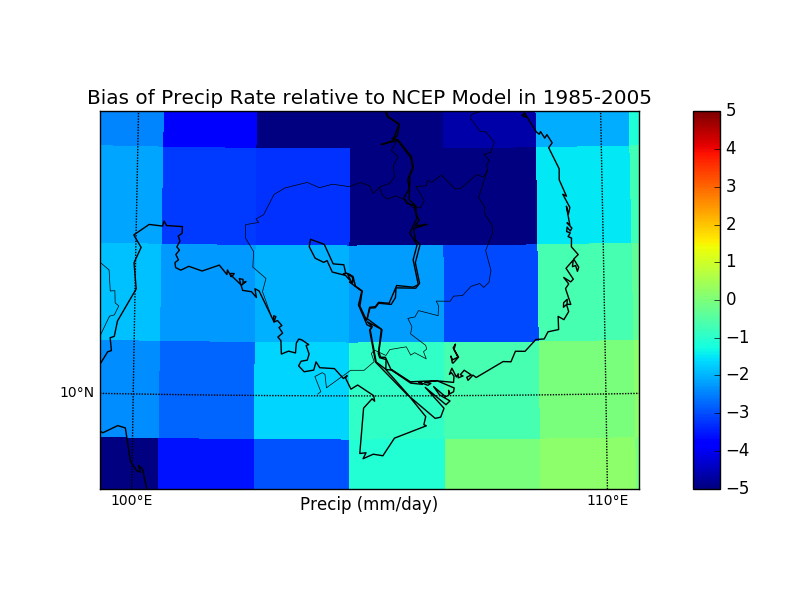 Bias of Precip Rate relative to NCEP Model in 1985-2005
5
4
3
2
1
0
−1
−2
−3
−4
−5
10°N
100°E
110°E
Precip (mm/day)